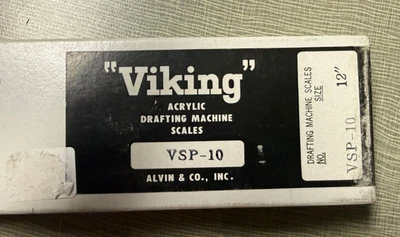 "Viking"
ACRYLIC
DRAFTING MACHINE
SCALES
VSP-10
ALVIN & CO., INC.
DRAFTING MACHINE SCALES
NO. VSP-10
SIZE 12"